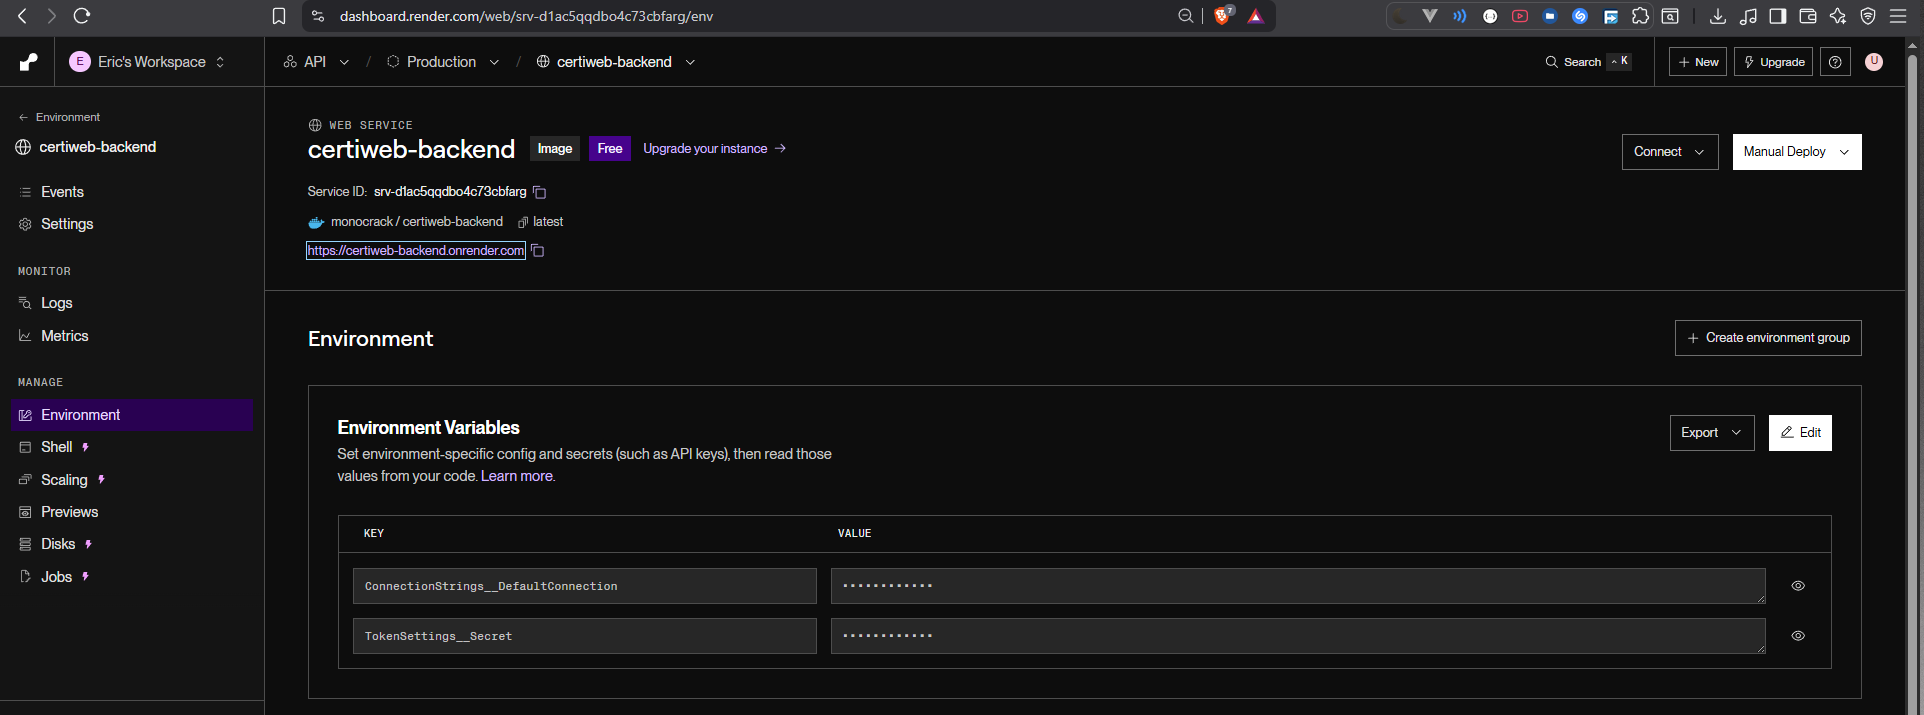 dashboard.render.com/web/srv-d1ac5qqdbo4c73cbfarg/env
7
E Eric's Workspace
API / Production / certiweb-backend
Search ^ K
+ New
Upgrade
U
← Environment
certiweb-backend
Events
Settings
MONITOR
Logs
Metrics
MANAGE
Environment
Shell
Scaling
Previews
Disks
Jobs
WEB SERVICE
certiweb-backend Image Free Upgrade your instance →
Connect
Manual Deploy
Service ID: srv-d1ac5qqdbo4c73cbfarg
monocrack / certiweb-backend latest
https://certiweb-backend.onrender.com
Environment
+ Create environment group
Environment Variables
Export
Edit
Set environment-specific config and secrets (such as API keys), then read those
values from your code. Learn more.
KEY VALUE
ConnectionStrings__DefaultConnection ••••••••••••
TokenSettings__Secret ••••••••••••